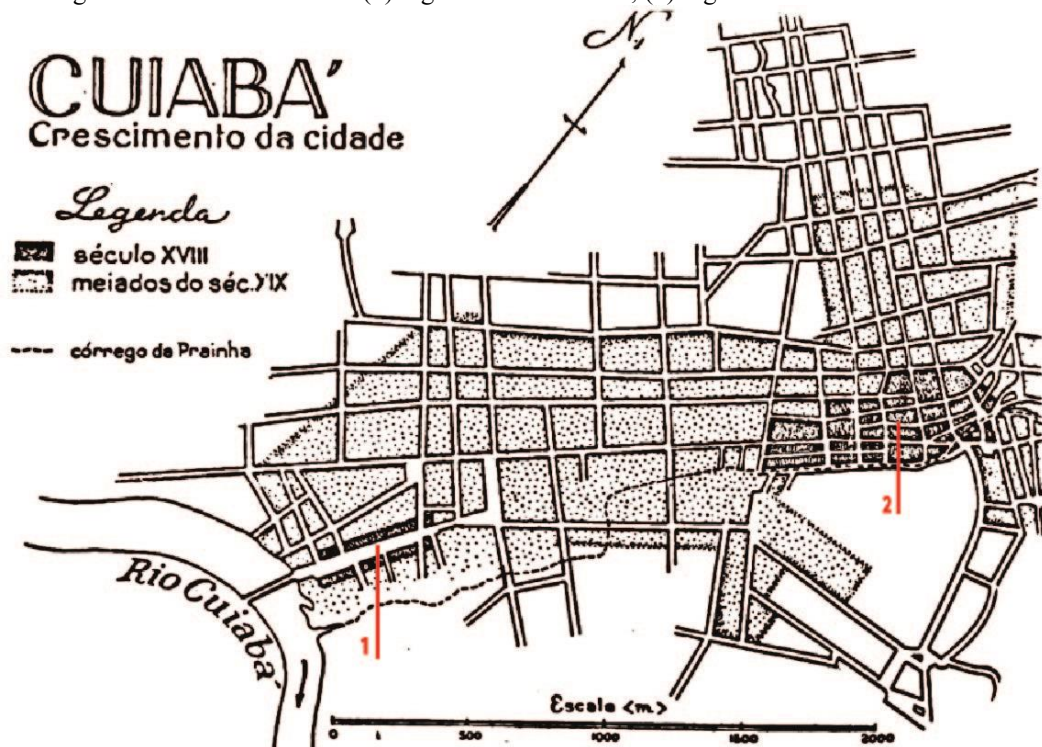 N
CUIABA'
Crescimento da cidade
Legenda
século XVIII
meiados do séc. XIX
córrego da Prainha
2
Rio Cuiabá
1
Escala <m.>
0 500 1000 1500 2000